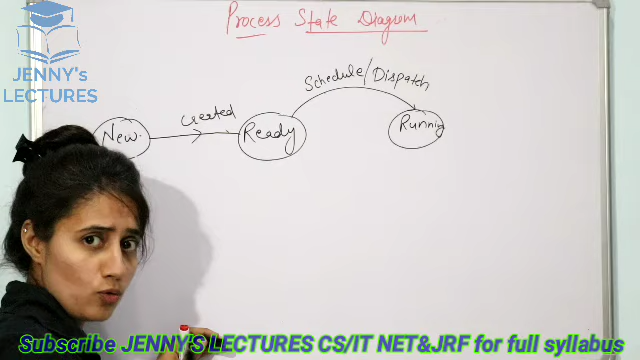 Process State Diagram
JENNY's
LECTURES
Schedule/Dispatch
created
New.
Ready
Running
Subscribe JENNY'S LECTURES CS/IT NET&JRF for full syllabus